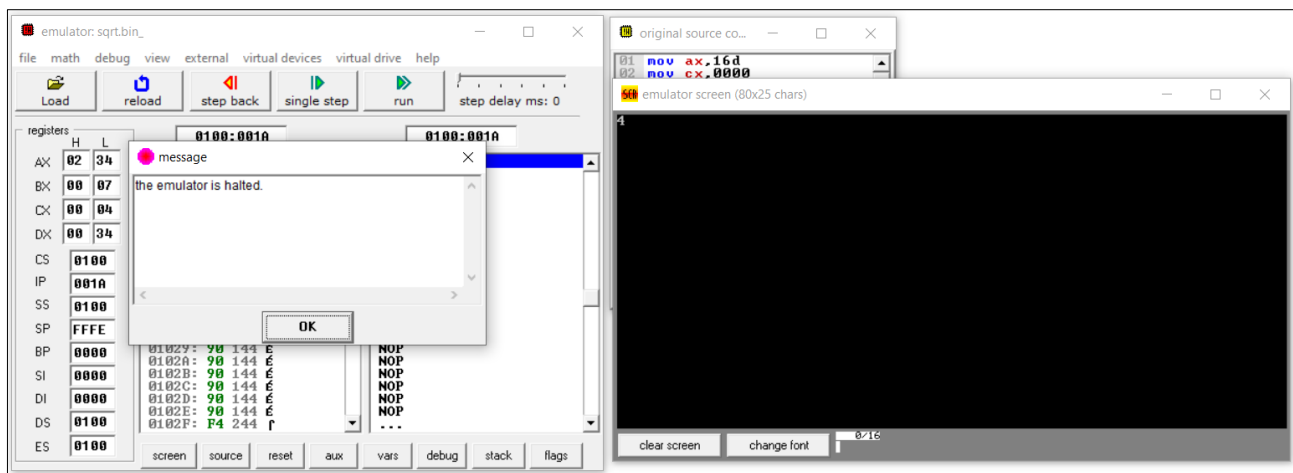 emulator: sqrt.bin_
file math debug view external virtual devices virtual drive help
Load reload step back single step run step delay ms: 0
registers
H L
0100:001A 0100:001A
AX 02 34
BX 00 07
CX 00 04
DX 00 34
CS 0100
IP 001A
SS 0100
SP FFFE
BP 0000
SI 0000
DI 0000
DS 0100
ES 0100
message
the emulator is halted.
OK
01029: 90 144 É NOP
0102A: 90 144 É NOP
0102B: 90 144 É NOP
0102C: 90 144 É NOP
0102D: 90 144 É NOP
0102E: 90 144 É NOP
0102F: F4 244 ⌠ ...
screen source reset aux vars debug stack flags
original source co...
01 mov ax,16d
02 mov cx,0000
SCR emulator screen (80x25 chars)
4
clear screen change font 0/16